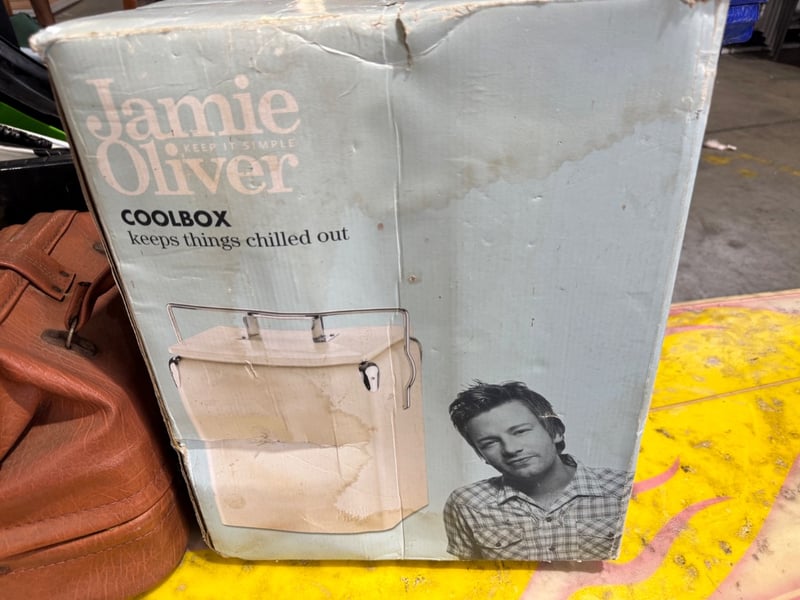 Jamie
KEEP IT SIMPLE
Oliver
COOLBOX
keeps things chilled out